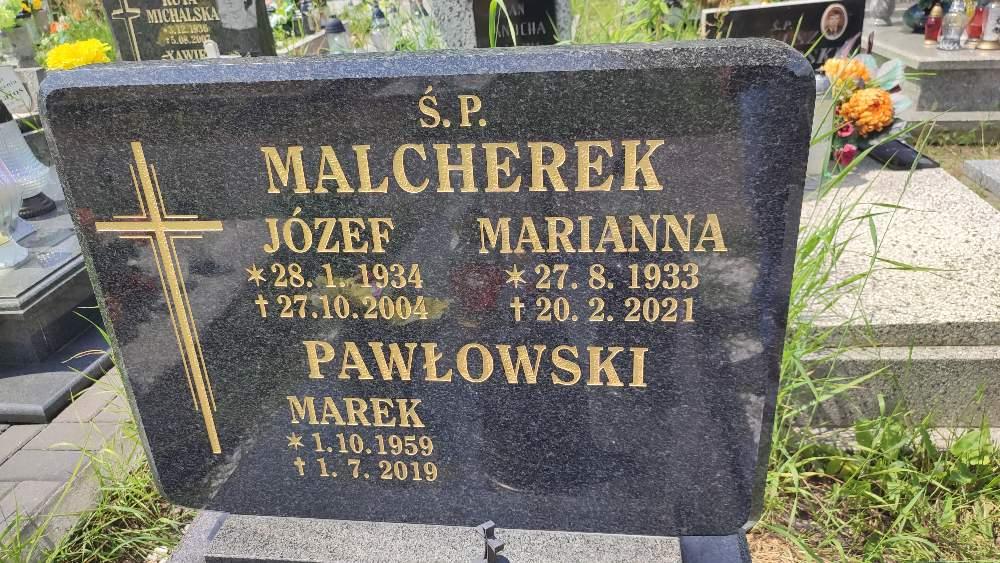 MICHALSKA
Ś.P.
MALCHEREK
JÓZEF MARIANNA
* 28. 1. 1934 * 27. 8. 1933
† 27. 10. 2004 † 20. 2. 2021
PAWŁOWSKI
MAREK
* 1. 10. 1959
† 1. 7. 2019
Ś.P.